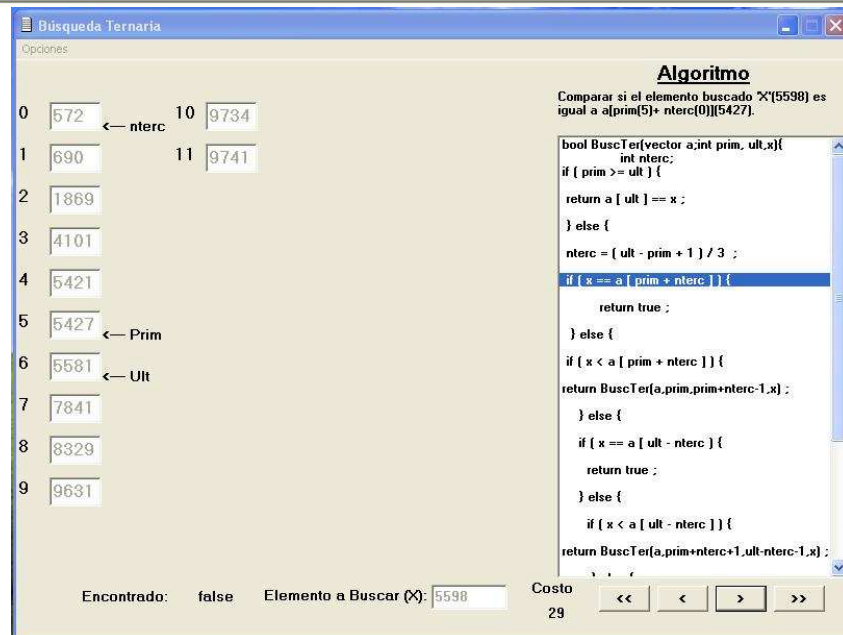 Búsqueda Ternaria
Opciones
0 572 <— nterc 10 9734
1 690 11 9741
2 1869
3 4101
4 5421
5 5427 <— Prim
6 5581 <— Ult
7 7841
8 8329
9 9631
Algoritmo
Comparar si el elemento buscado 'X'(5598) es
igual a a[prim(5)+ nterc(0)](5427).
bool BuscTer(vector a;int prim, ult,x){
int nterc;
if ( prim >= ult ) {
return a [ ult ] == x ;
} else {
nterc = ( ult - prim + 1 ) / 3 ;
if ( x == a [ prim + nterc ] ) {
return true ;
} else {
if ( x < a [ prim + nterc ] ) {
return BuscTer(a,prim,prim+nterc-1,x) ;
} else {
if ( x == a [ ult - nterc ] ) {
return true ;
} else {
if ( x < a [ ult - nterc ] ) {
return BuscTer(a,prim+nterc+1,ult-nterc-1,x) ;
Encontrado: false Elemento a Buscar (X): 5598 Costo 29 << < > >>